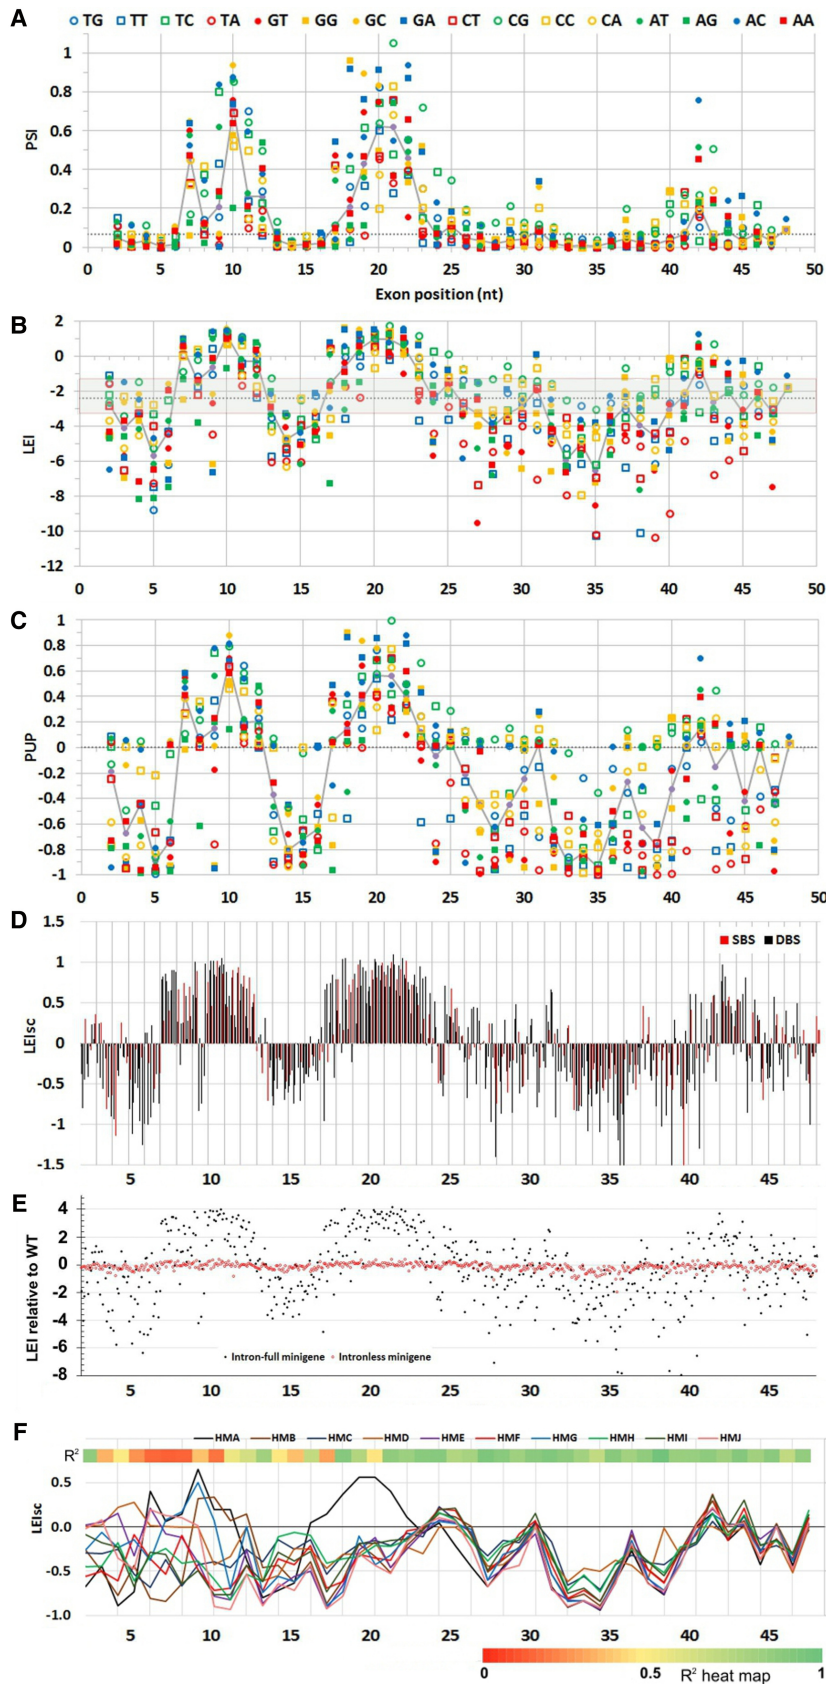 A
TG TT TC TA GT GG GC GA CT CG CC CA AT AG AC AA
1
0.8
0.6
0.4
0.2
0
PSI
0 5 10 15 20 25 30 35 40 45 50
Exon position (nt)
B
2
0
-2
-4
-6
-8
-10
-12
LEI
0 5 10 15 20 25 30 35 40 45 50
C
1
0.8
0.6
0.4
0.2
0
-0.2
-0.4
-0.6
-0.8
-1
PUP
0 5 10 15 20 25 30 35 40 45 50
D
1.5
1
0.5
0
-0.5
-1
-1.5
LEIsc
SBS DBS
5 10 15 20 25 30 35 40 45
E
4
2
0
-2
-4
-6
-8
LEI relative to WT
Intron-full minigene Intronless minigene
5 10 15 20 25 30 35 40 45
F
HMA HMB HMC HMD HME HMF HMG HMH HMI HMJ
R²
0.5
0.0
-0.5
-1.0
LEIsc
5 10 15 20 25 30 35 40 45
0 0.5 R² heat map 1